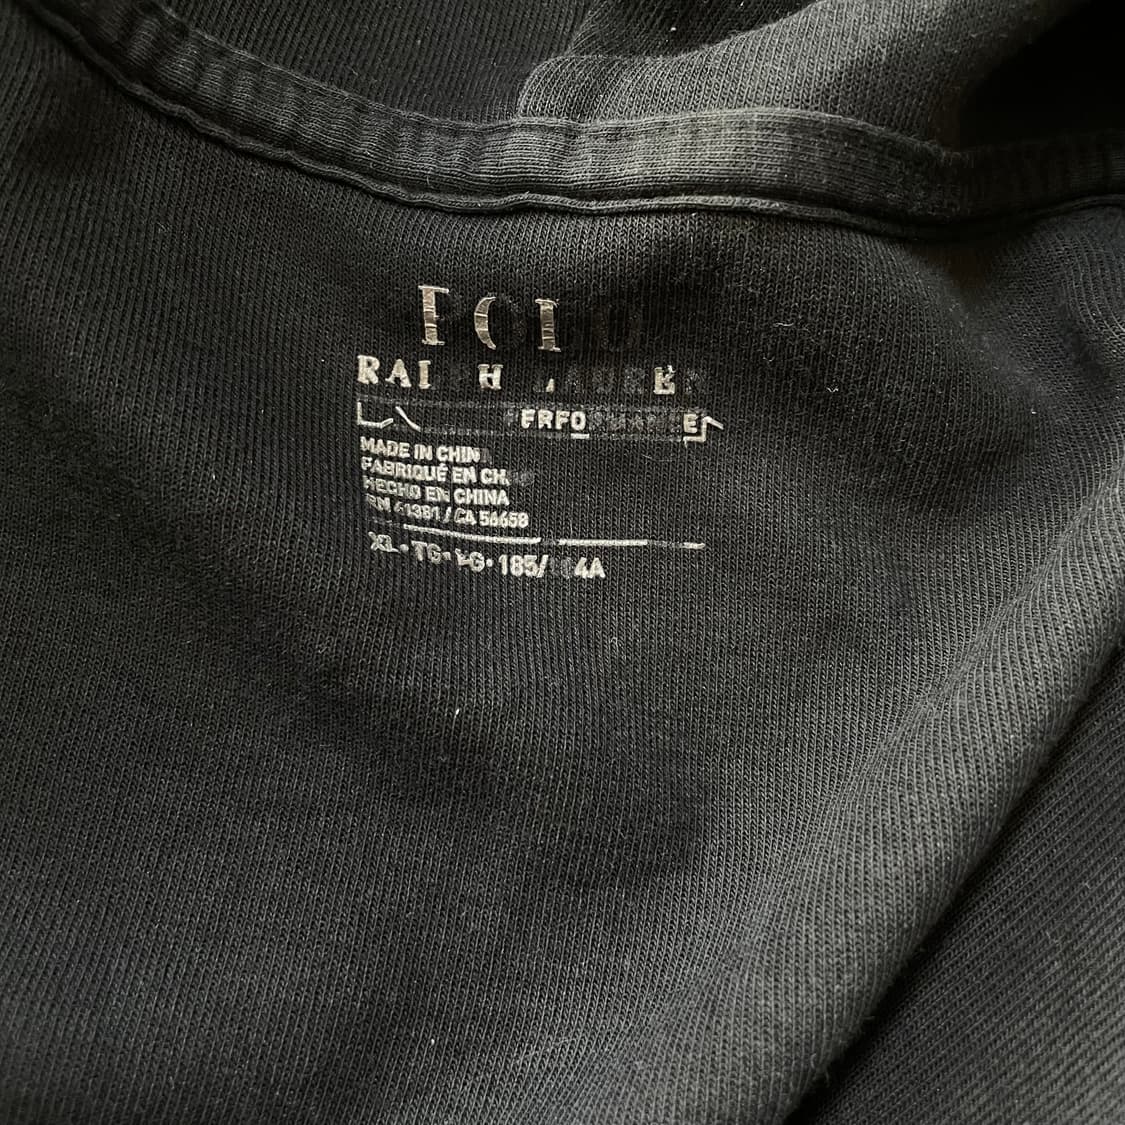 POLO
RALPH LAUREN
PERFORMANCE
MADE IN CHINA
FABRIQUÉ EN CHINE
HECHO EN CHINA
RN 41381 / CA 56658
XL • TG • EG • 185/104A